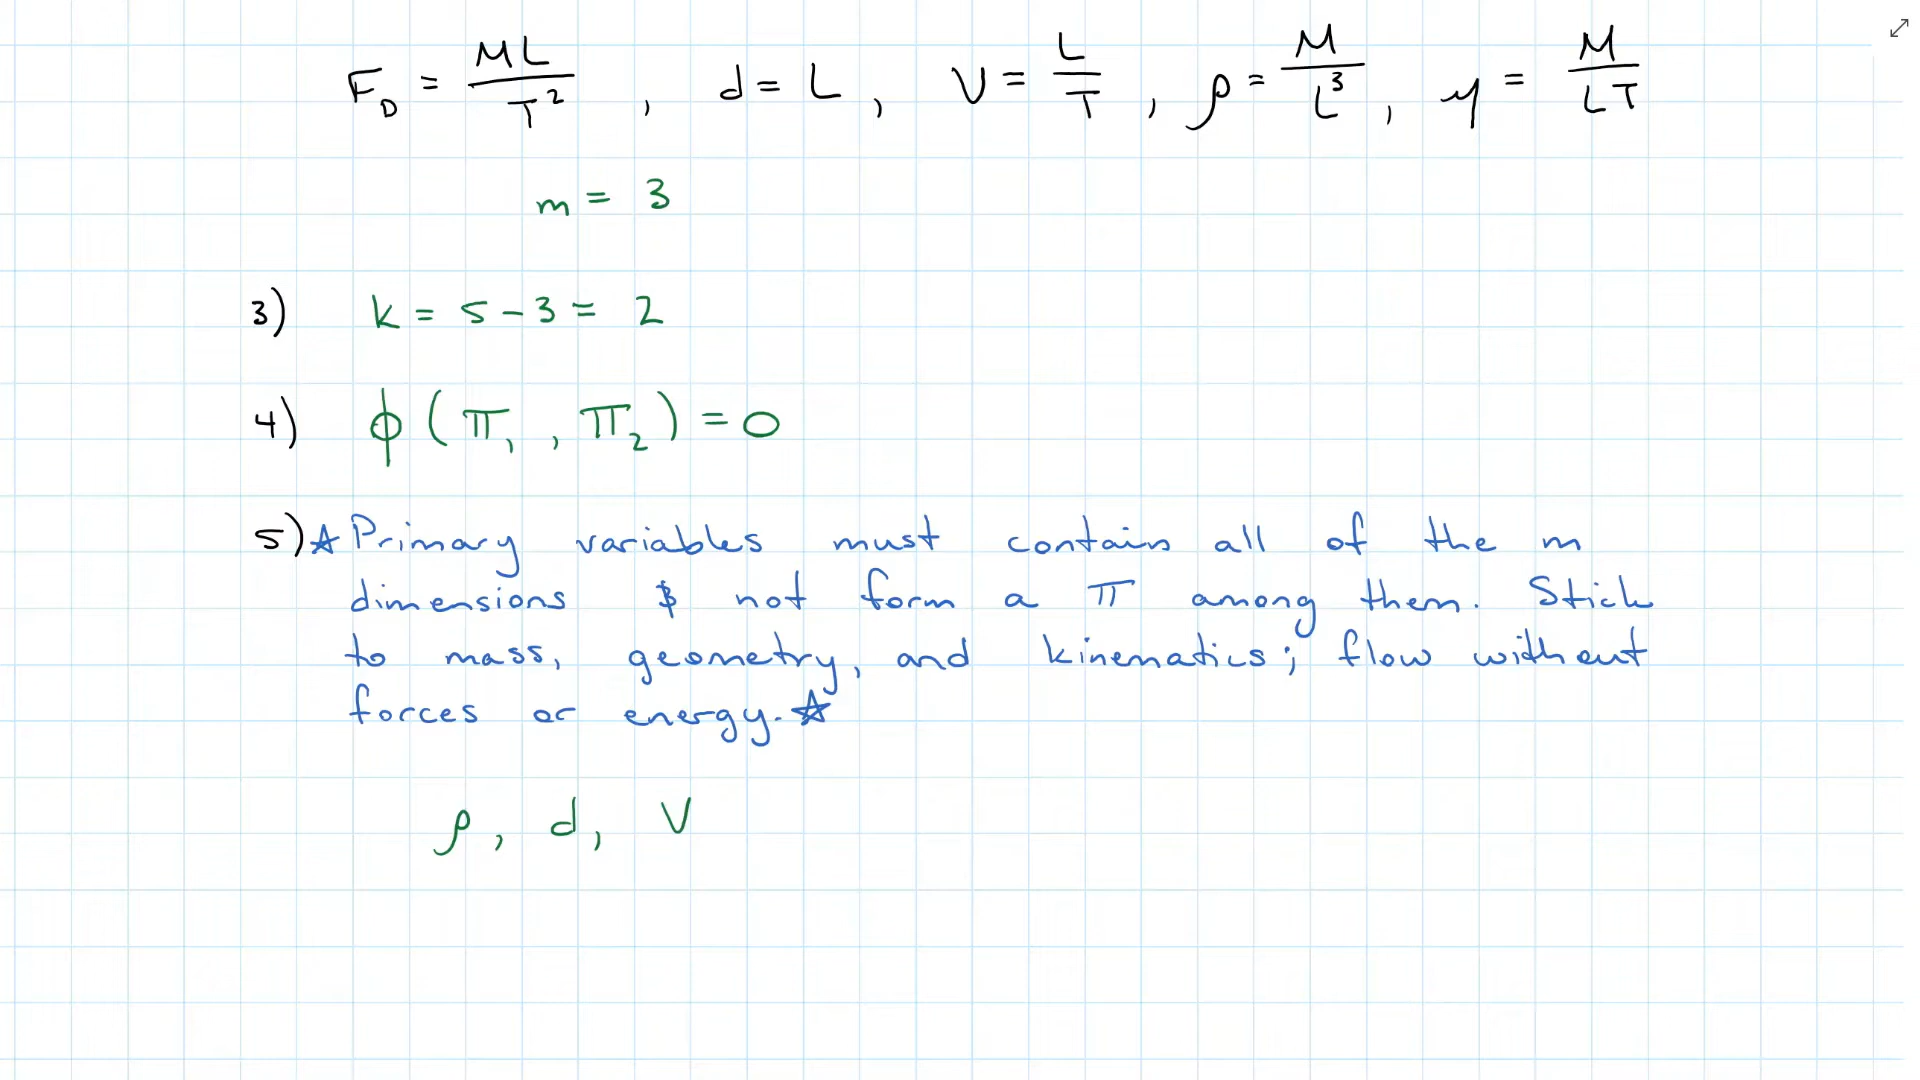 F_D = ML/T², d = L, V = L/T, ρ = M/L³, μ = M/LT
m = 3
3) k = 5 - 3 = 2
4) φ(π₁, π₂) = 0
5) ☆ Primary variables must contain all of the m
dimensions & not form a π among them. Stick
to mass, geometry, and kinematics; flow without
forces or energy. ☆
ρ, d, V